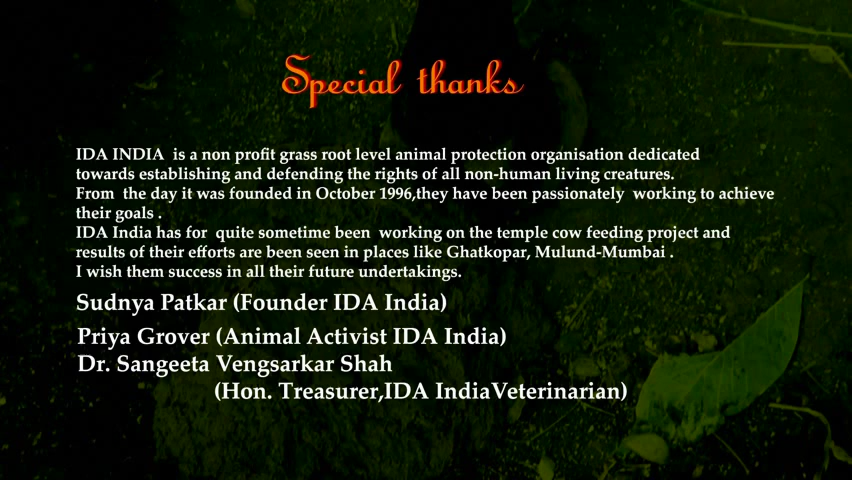 Special thanks
IDA INDIA is a non profit grass root level animal protection organisation dedicated
towards establishing and defending the rights of all non-human living creatures.
From the day it was founded in October 1996,they have been passionately working to achieve
their goals .
IDA India has for quite sometime been working on the temple cow feeding project and
results of their efforts are been seen in places like Ghatkopar, Mulund-Mumbai .
I wish them success in all their future undertakings.
Sudnya Patkar (Founder IDA India)
Priya Grover (Animal Activist IDA India)
Dr. Sangeeta Vengsarkar Shah
(Hon. Treasurer,IDA IndiaVeterinarian)